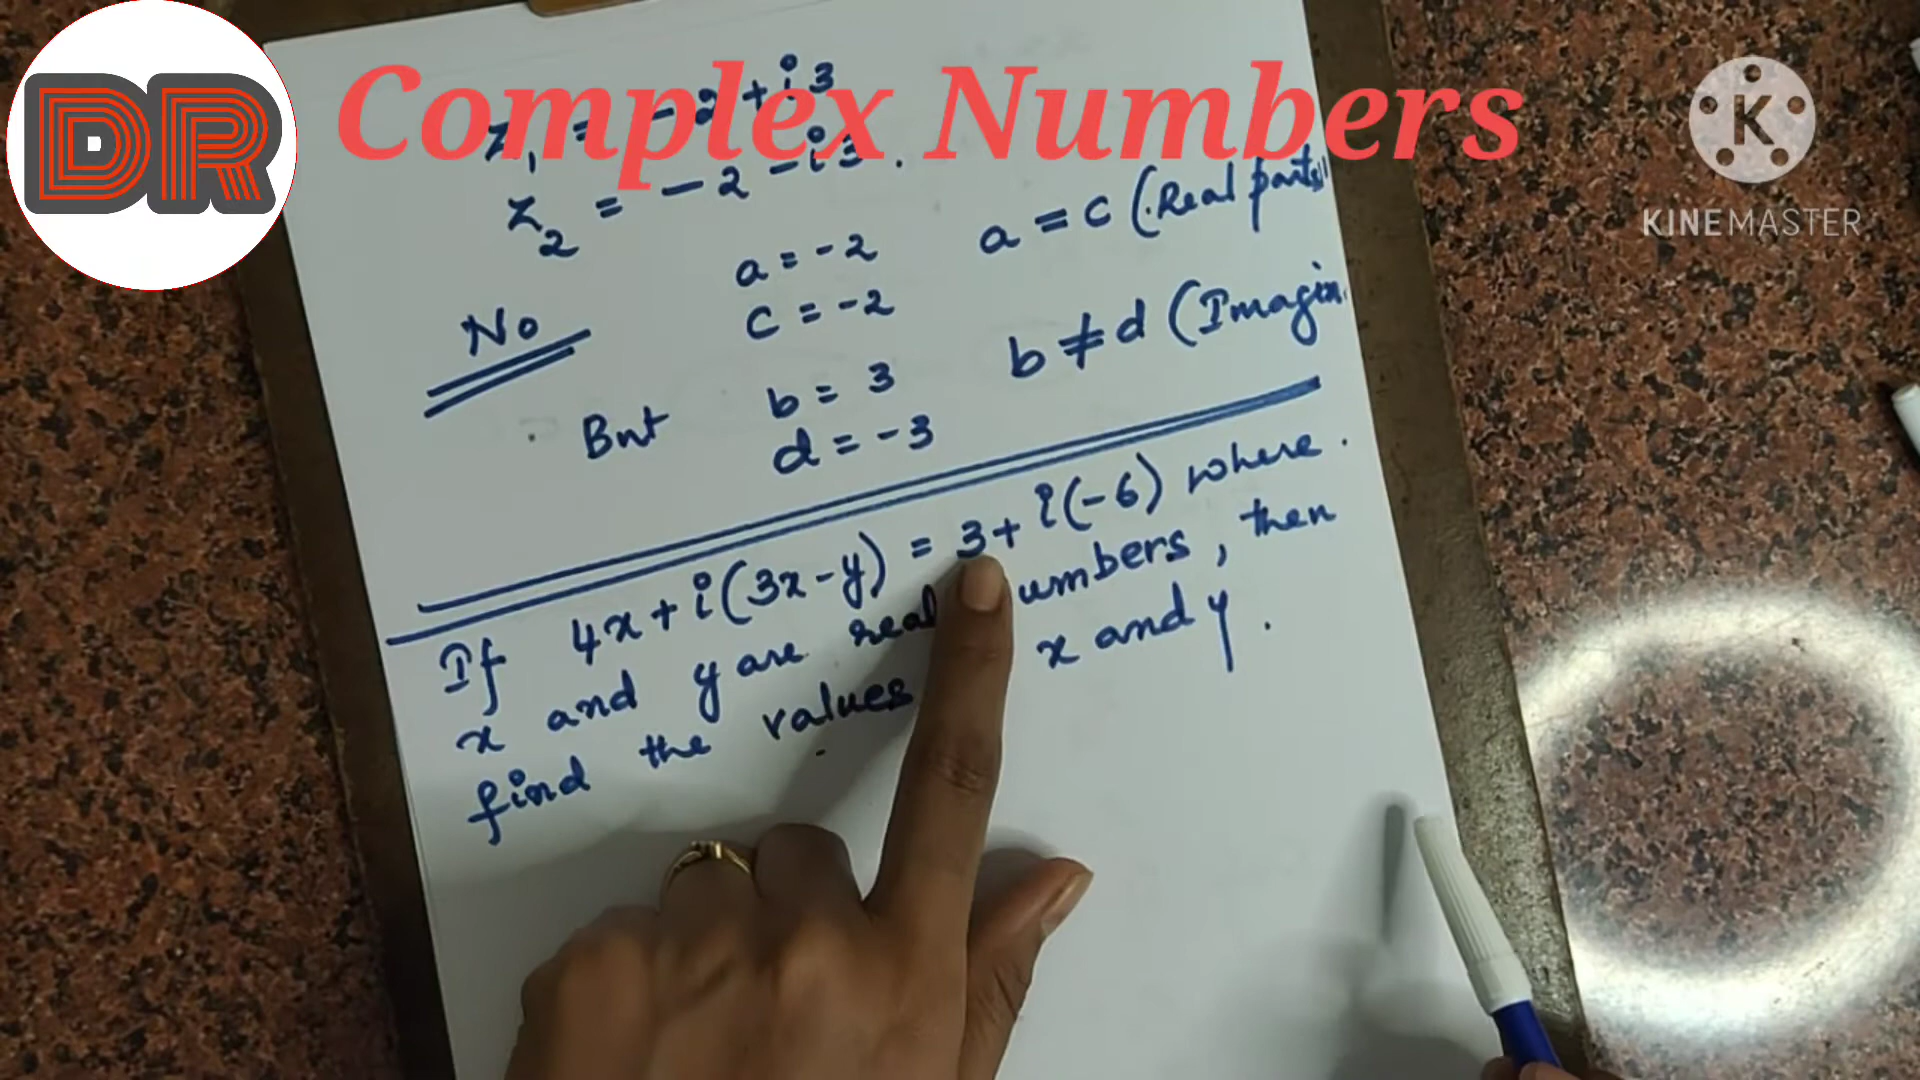 DR
Complex Numbers
K
KINEMASTER
z₁ = -2 + i3
z₂ = -2 - i3.
a = -2 a = c (Real parts)
c = -2
No
But b = 3 b ≠ d (Imagin.
d = -3
If 4x + i(3x-y) = 3 + i(-6) where
x and y are real numbers, then
find the values x and y.